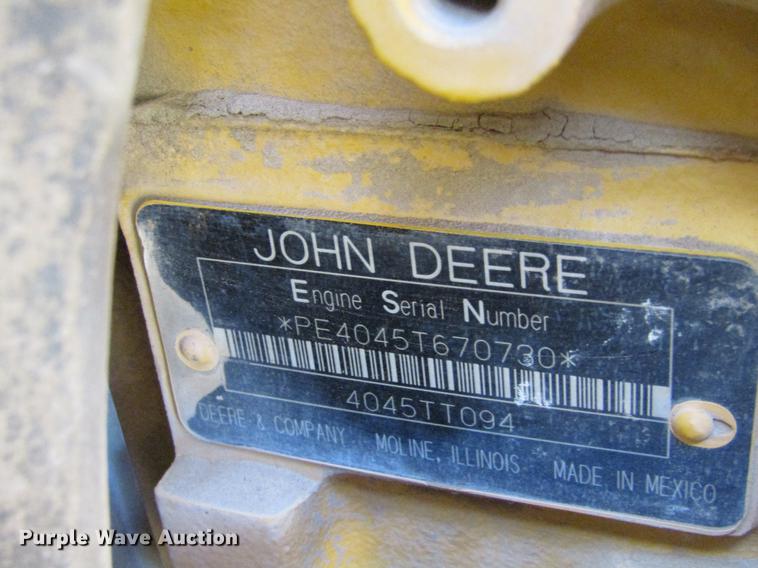 JOHN DEERE
Engine Serial Number
*PE4045T670730*
4045TT094
DEERE & COMPANY MOLINE, ILLINOIS MADE IN MEXICO
Purple Wave Auction